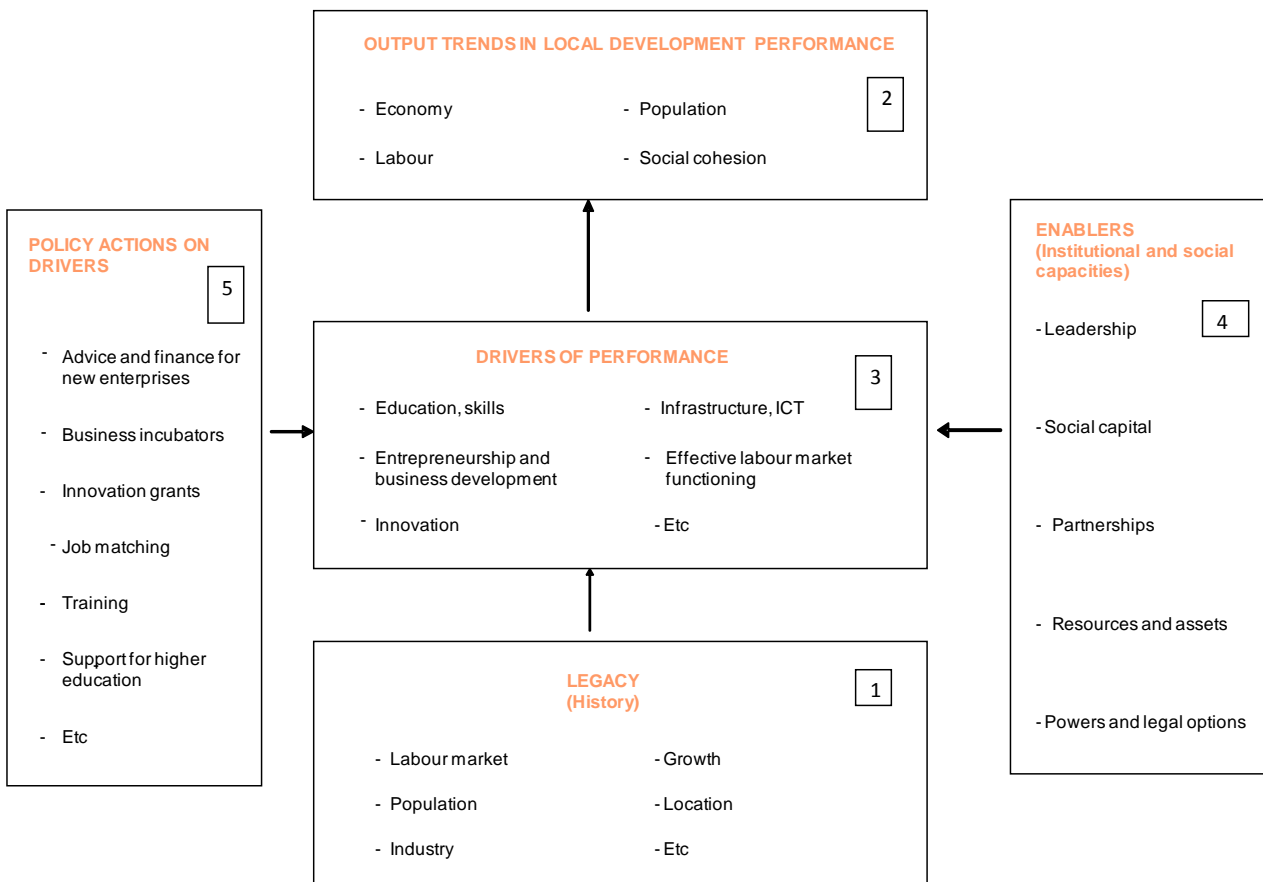 OUTPUT TRENDS IN LOCAL DEVELOPMENT PERFORMANCE
2
- Economy
- Population
- Labour
- Social cohesion
POLICY ACTIONS ON
DRIVERS
5
- Advice and finance for
new enterprises
- Business incubators
- Innovation grants
- Job matching
- Training
- Support for higher
education
- Etc
DRIVERS OF PERFORMANCE
3
- Education, skills
- Infrastructure, ICT
- Entrepreneurship and
business development
- Effective labour market
functioning
- Innovation
- Etc
ENABLERS
(Institutional and social
capacities)
4
- Leadership
- Social capital
- Partnerships
- Resources and assets
- Powers and legal options
LEGACY
(History)
1
- Labour market
- Growth
- Population
- Location
- Industry
- Etc